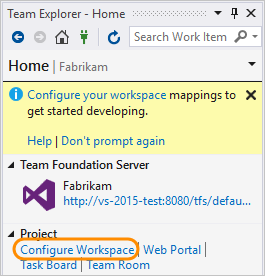 Team Explorer - Home
Search Work Item
Home | Fabrikam
Configure your workspace mappings to
get started developing.
Help | Don't prompt again
Team Foundation Server
Fabrikam
http://vs-2015-test:8080/tfs/defau...
Project
Configure Workspace | Web Portal |
Task Board | Team Room